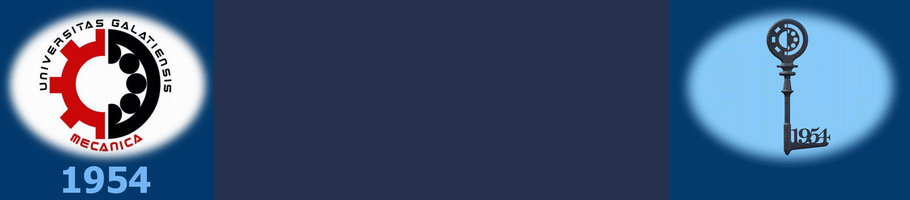 UNIVERSITAS GALATIENSIS
MECANICA
1954
1954